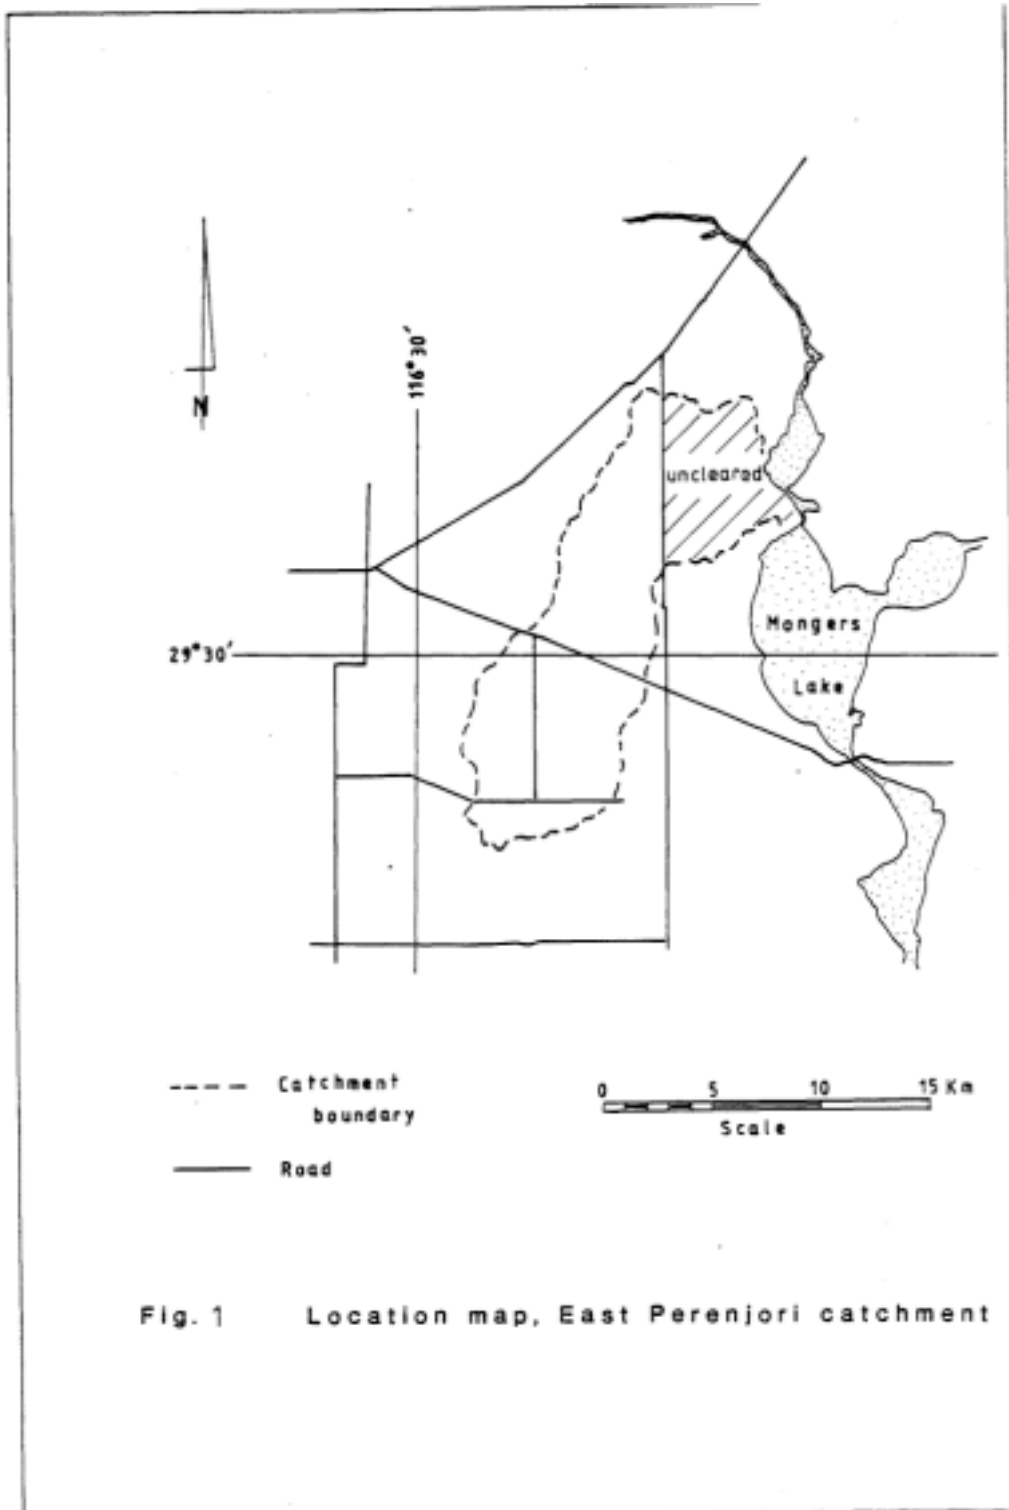 N
116°30'
uncleared
29°30'
Mongers
Lake
Catchment
boundary
Road
0 5 10 15 Km
Scale
Fig. 1 Location map, East Perenjori catchment